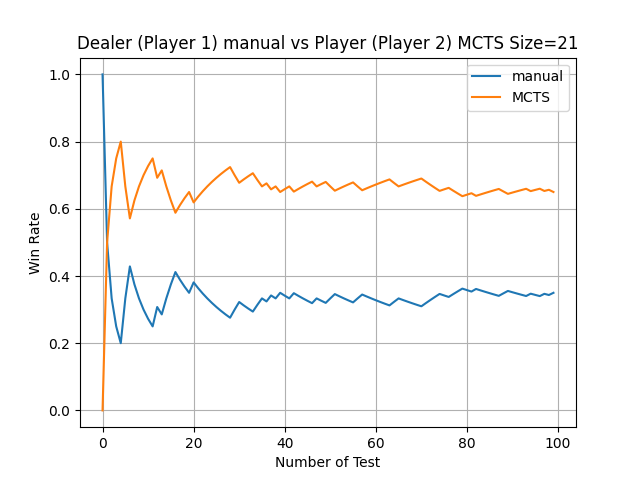 Dealer (Player 1) manual vs Player (Player 2) MCTS Size=21
manual
MCTS
1.0
0.8
0.6
0.4
0.2
0.0
Win Rate
0 20 40 60 80 100
Number of Test